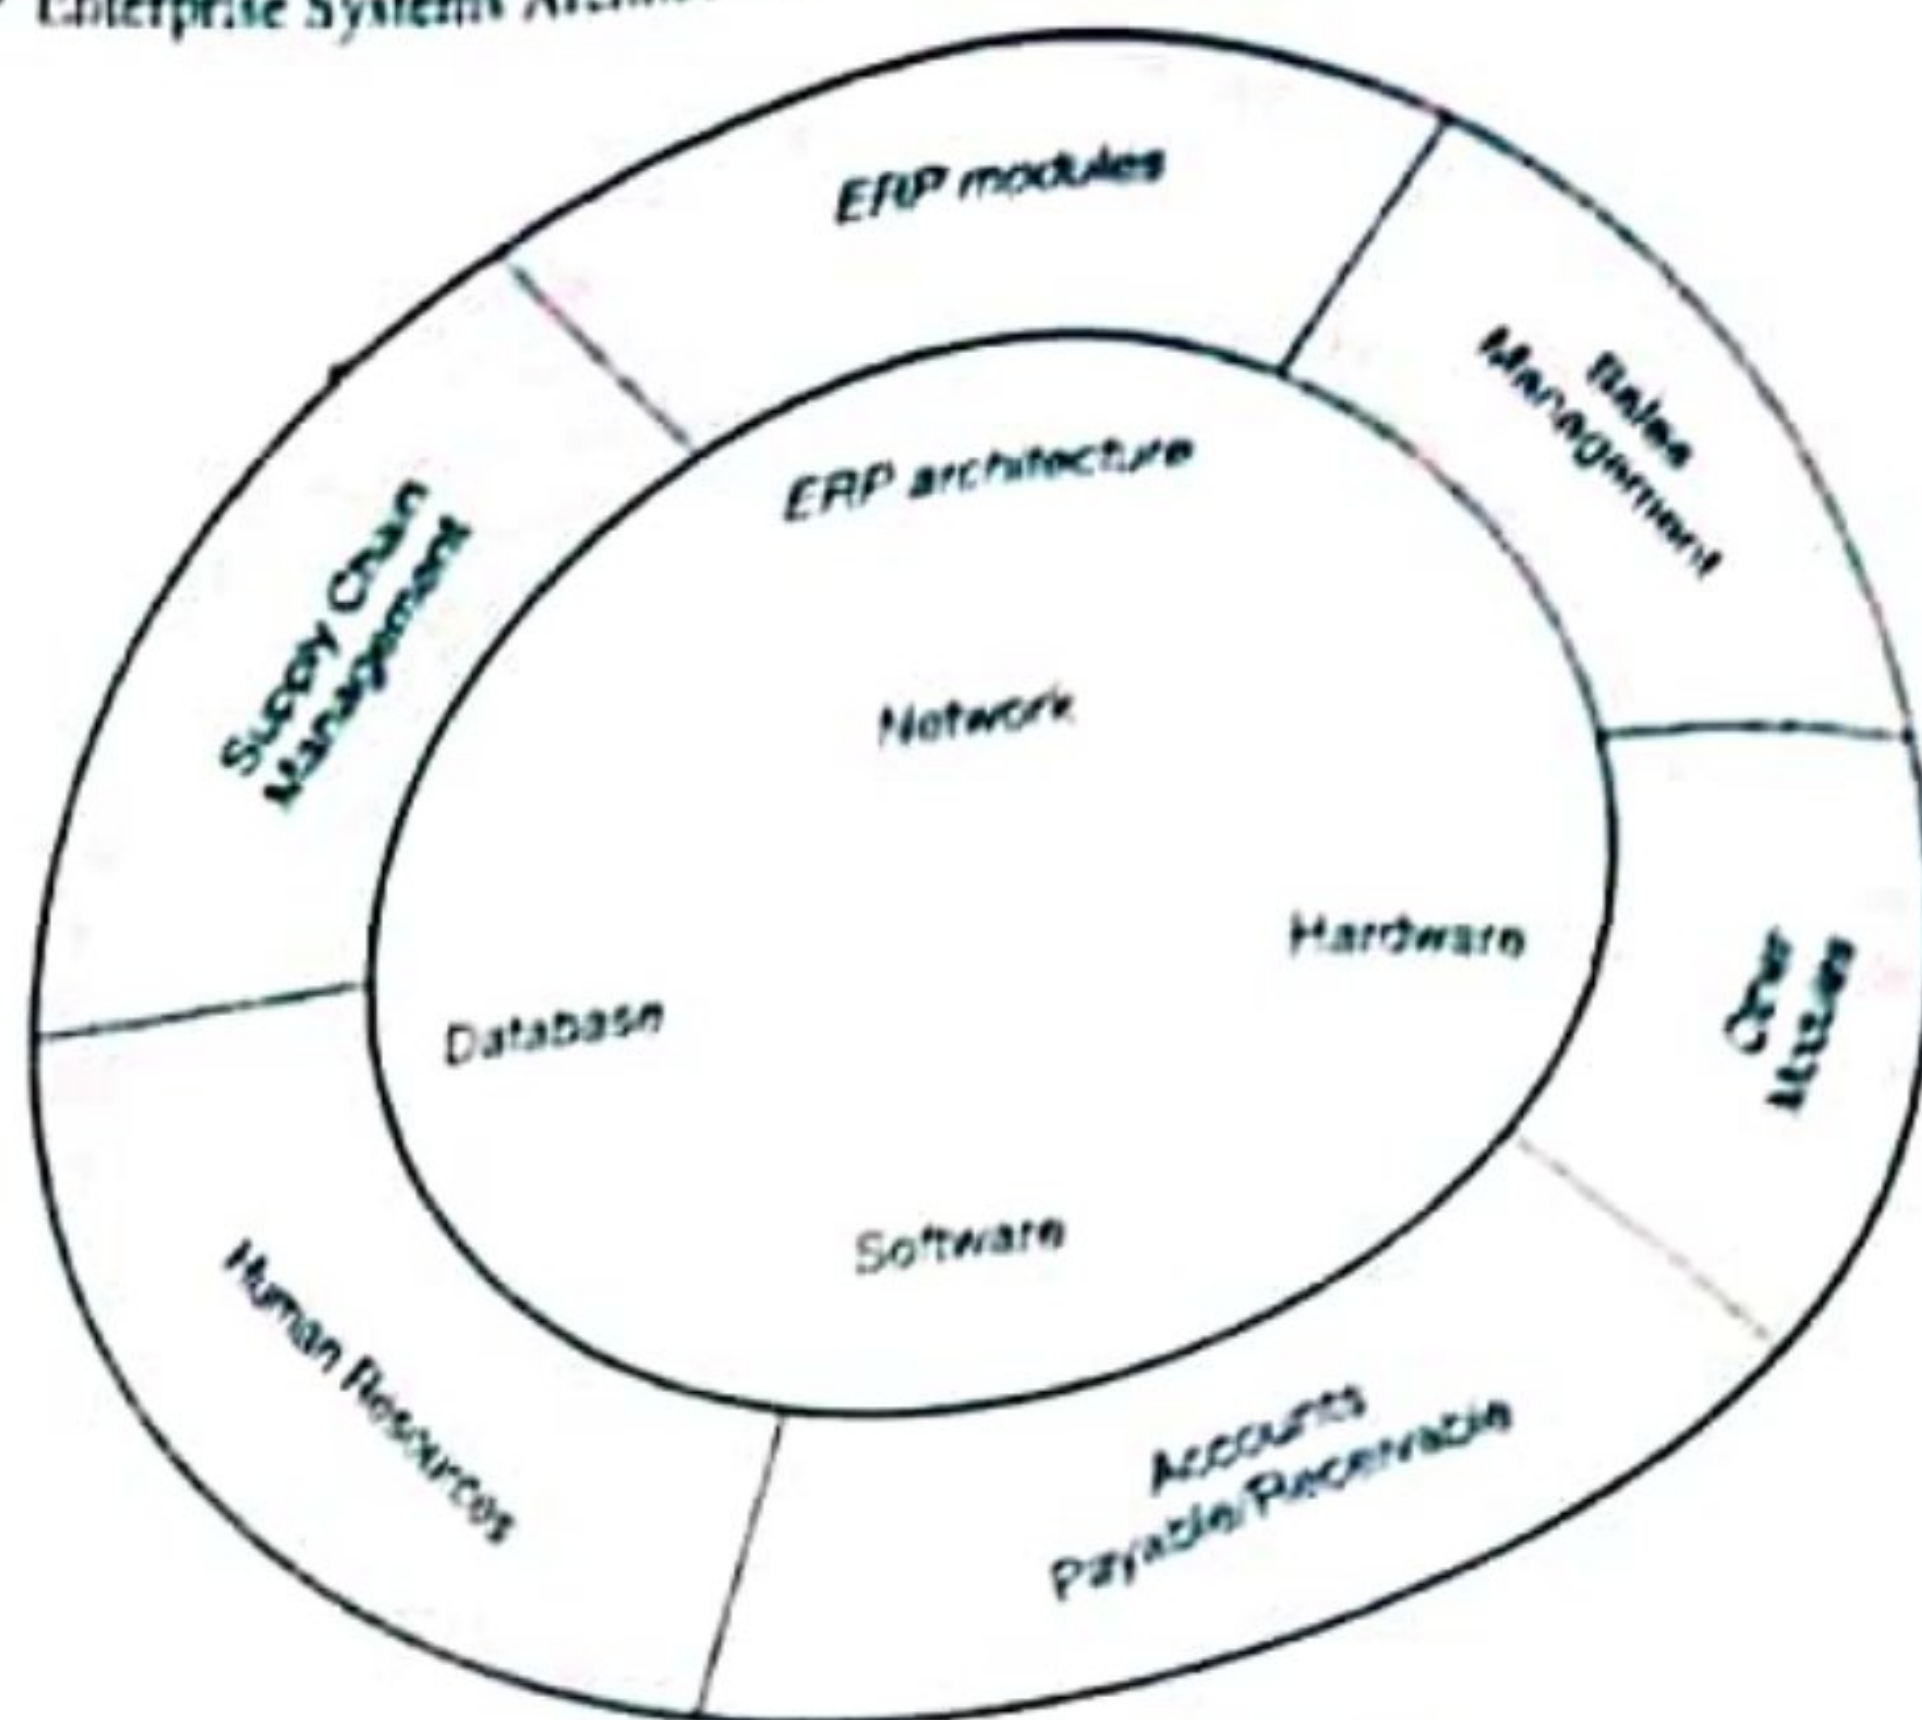 Enterprise Systems
ERP modules
Sales
Management
Supply Chain
Management
ERP architecture
Network
Hardware
Database
Software
Other
Modules
Human Resources
Accounts
Payable/Receivable